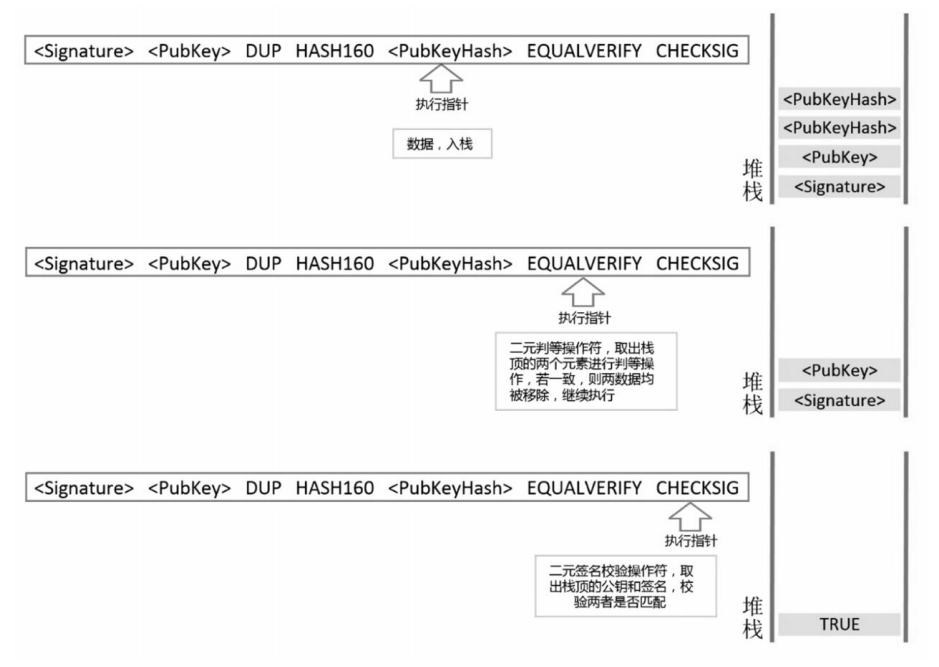 <Signature> <PubKey> DUP HASH160 <PubKeyHash> EQUALVERIFY CHECKSIG
执行指针
数据，入栈
<PubKeyHash>
<PubKeyHash>
<PubKey>
<Signature>
堆
栈
<Signature> <PubKey> DUP HASH160 <PubKeyHash> EQUALVERIFY CHECKSIG
执行指针
二元判等操作符，取出栈
顶的两个元素进行判等操
作，若一致，则两数据均
被移除，继续执行
<PubKey>
<Signature>
堆
栈
<Signature> <PubKey> DUP HASH160 <PubKeyHash> EQUALVERIFY CHECKSIG
执行指针
二元签名校验操作符，取
出栈顶的公钥和签名，校
验两者是否匹配
TRUE
堆
栈